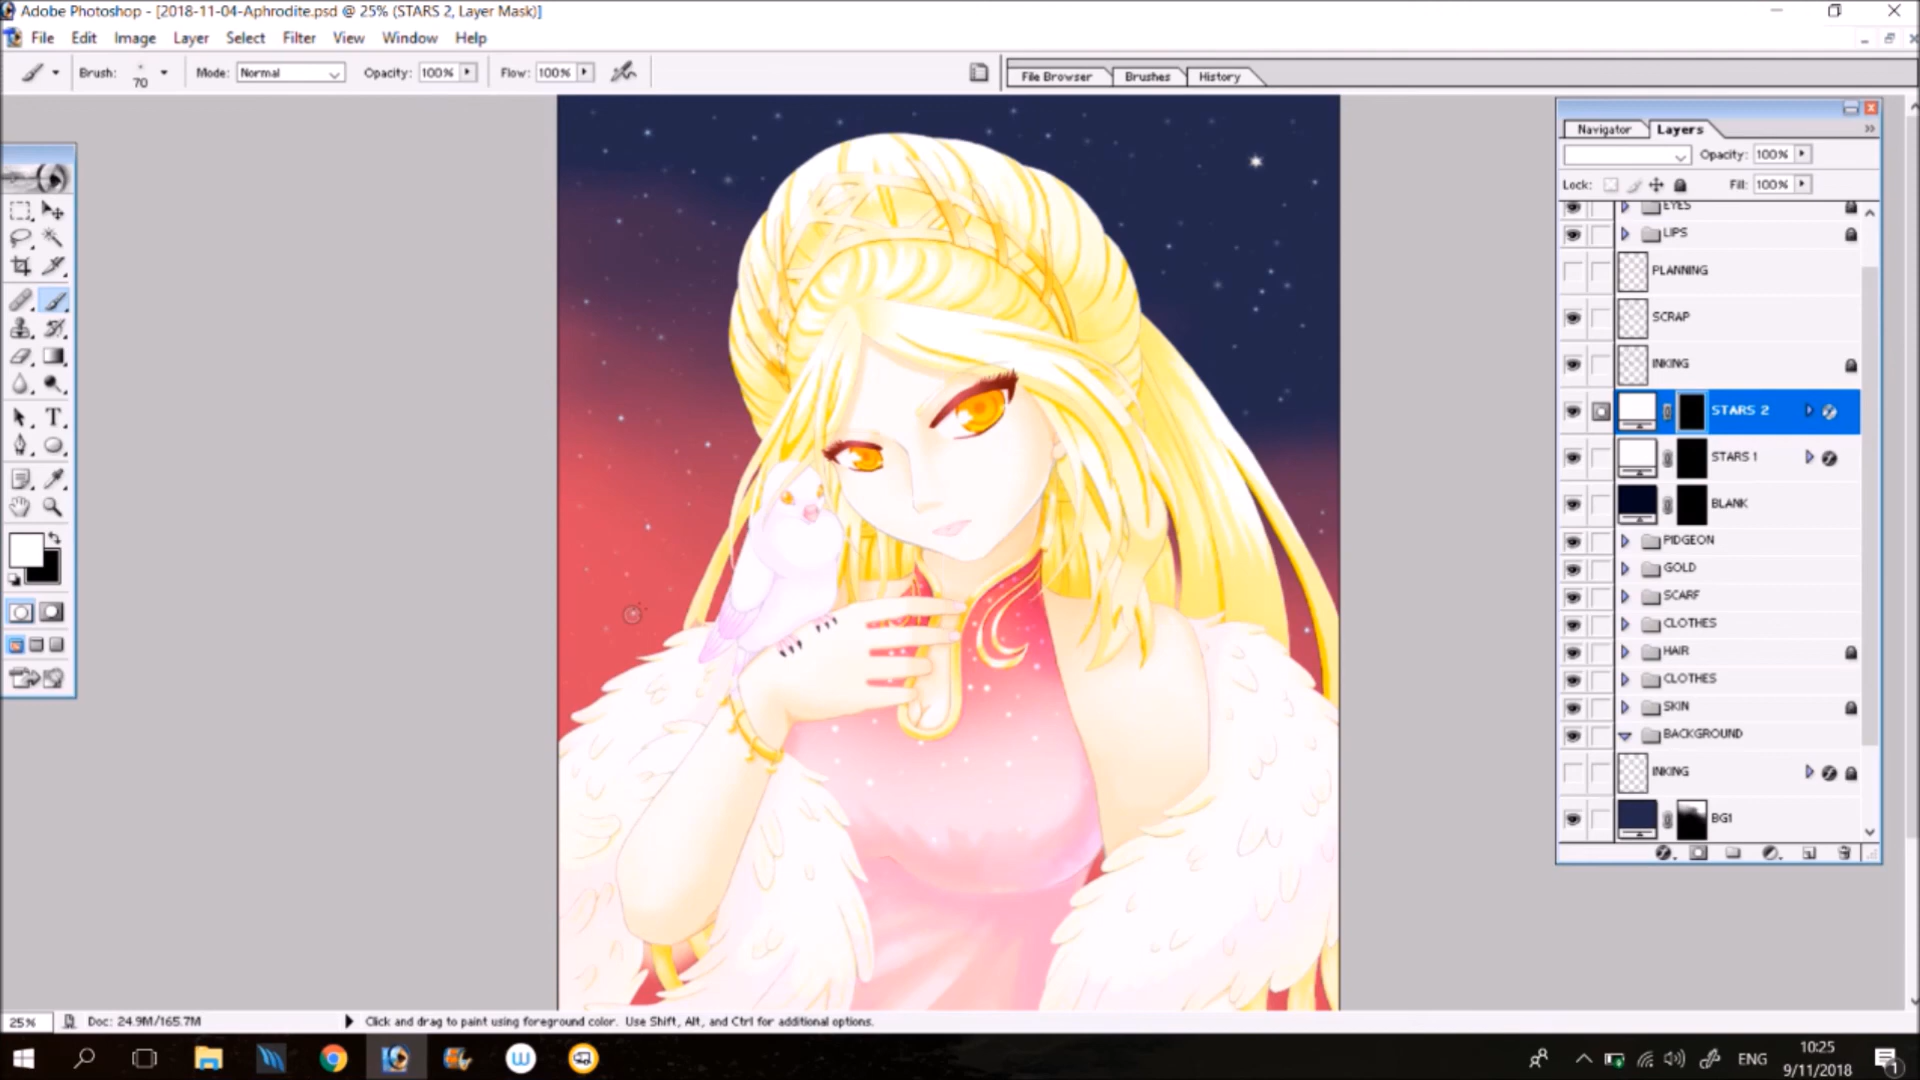 Adobe Photoshop - [2018-11-04-Aphrodite.psd @ 25% (STARS 2, Layer Mask)]
File Edit Image Layer Select Filter View Window Help
Brush: 70 Mode: Normal Opacity: 100% Flow: 100% File Browser Brushes History
Navigator Layers
Opacity: 100%
Lock: Fill: 100%
EYES
LIPS
PLANNING
SCRAP
INKING
STARS 2
STARS 1
BLANK
PIDGEON
GOLD
SCARF
CLOTHES
HAIR
CLOTHES
SKIN
BACKGROUND
INKING
BG1
25% Doc: 24.9M/165.7M Click and drag to paint using foreground color. Use Shift, Alt, and Ctrl for additional options.
ENG 10:25
9/11/2018
1